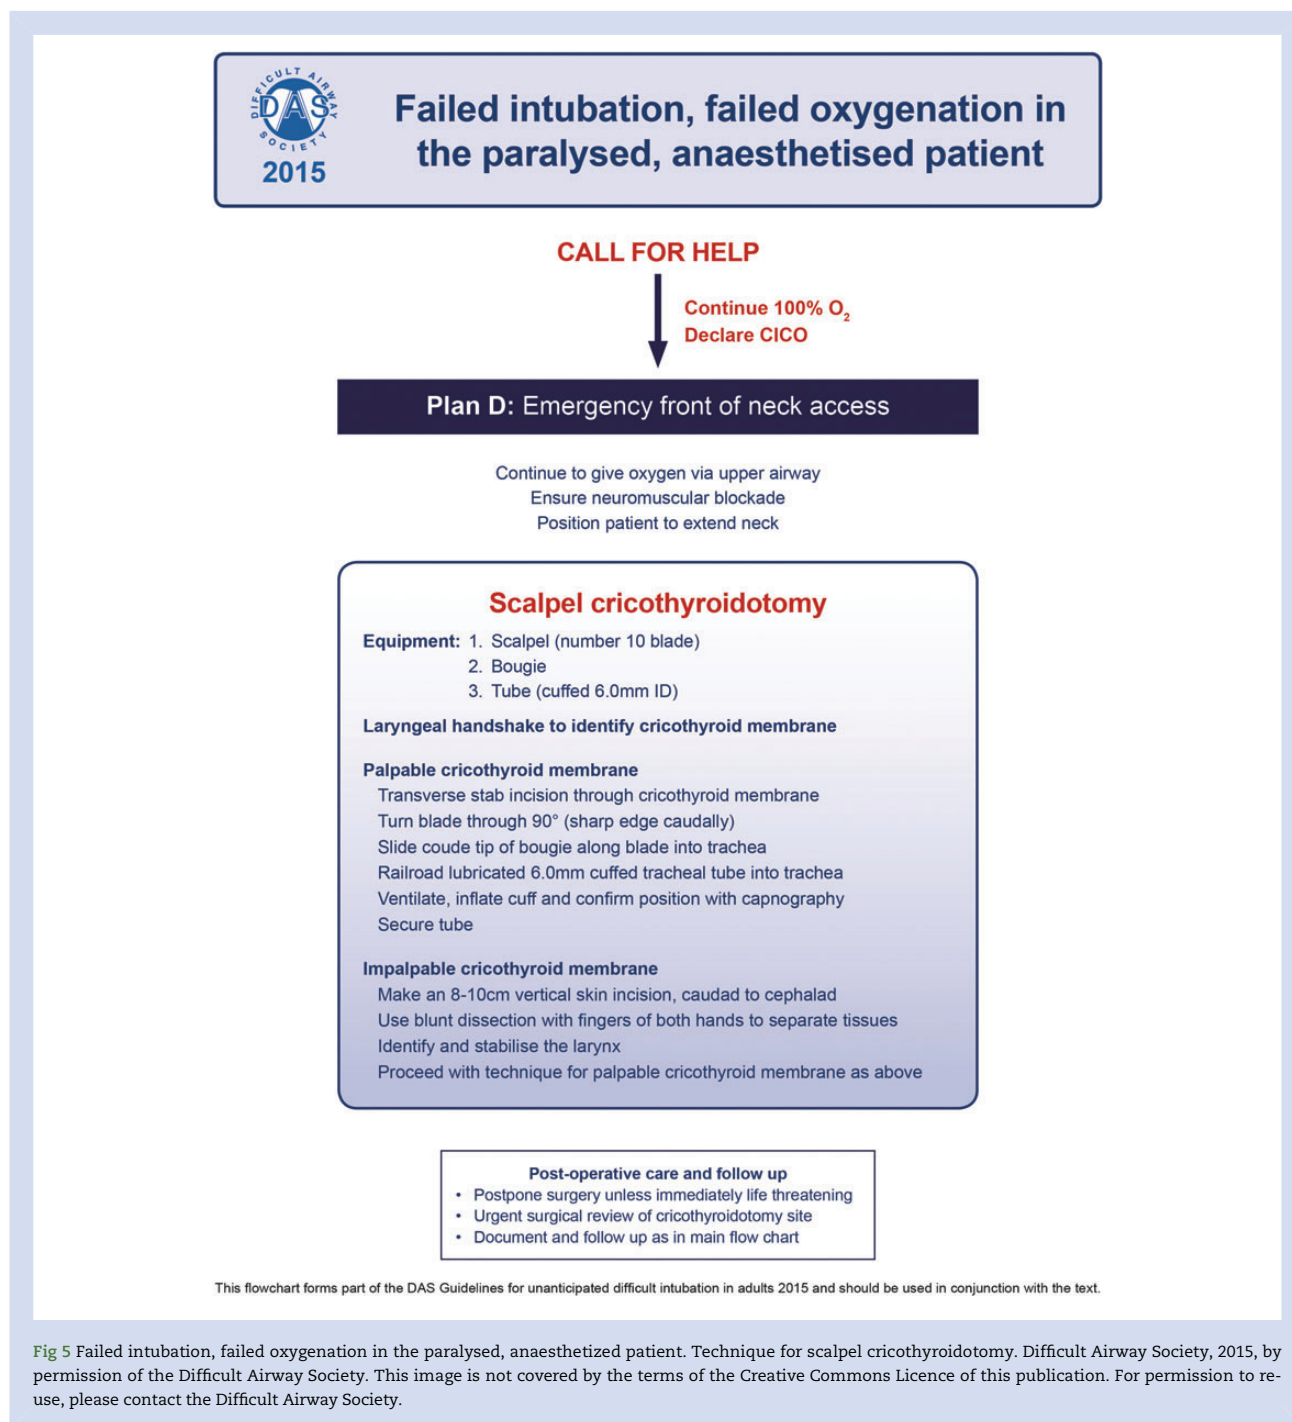 DIFFICULT AIRWAY SOCIETY
DAS
2015
Failed intubation, failed oxygenation in
the paralysed, anaesthetised patient
CALL FOR HELP
Continue 100% O2
Declare CICO
Plan D: Emergency front of neck access
Continue to give oxygen via upper airway
Ensure neuromuscular blockade
Position patient to extend neck
Scalpel cricothyroidotomy
Equipment: 1. Scalpel (number 10 blade)
2. Bougie
3. Tube (cuffed 6.0mm ID)
Laryngeal handshake to identify cricothyroid membrane
Palpable cricothyroid membrane
Transverse stab incision through cricothyroid membrane
Turn blade through 90° (sharp edge caudally)
Slide coude tip of bougie along blade into trachea
Railroad lubricated 6.0mm cuffed tracheal tube into trachea
Ventilate, inflate cuff and confirm position with capnography
Secure tube
Impalpable cricothyroid membrane
Make an 8-10cm vertical skin incision, caudad to cephalad
Use blunt dissection with fingers of both hands to separate tissues
Identify and stabilise the larynx
Proceed with technique for palpable cricothyroid membrane as above
Post-operative care and follow up
• Postpone surgery unless immediately life threatening
• Urgent surgical review of cricothyroidotomy site
• Document and follow up as in main flow chart
This flowchart forms part of the DAS Guidelines for unanticipated difficult intubation in adults 2015 and should be used in conjunction with the text.
Fig 5 Failed intubation, failed oxygenation in the paralysed, anaesthetized patient. Technique for scalpel cricothyroidotomy. Difficult Airway Society, 2015, by
permission of the Difficult Airway Society. This image is not covered by the terms of the Creative Commons Licence of this publication. For permission to re-
use, please contact the Difficult Airway Society.